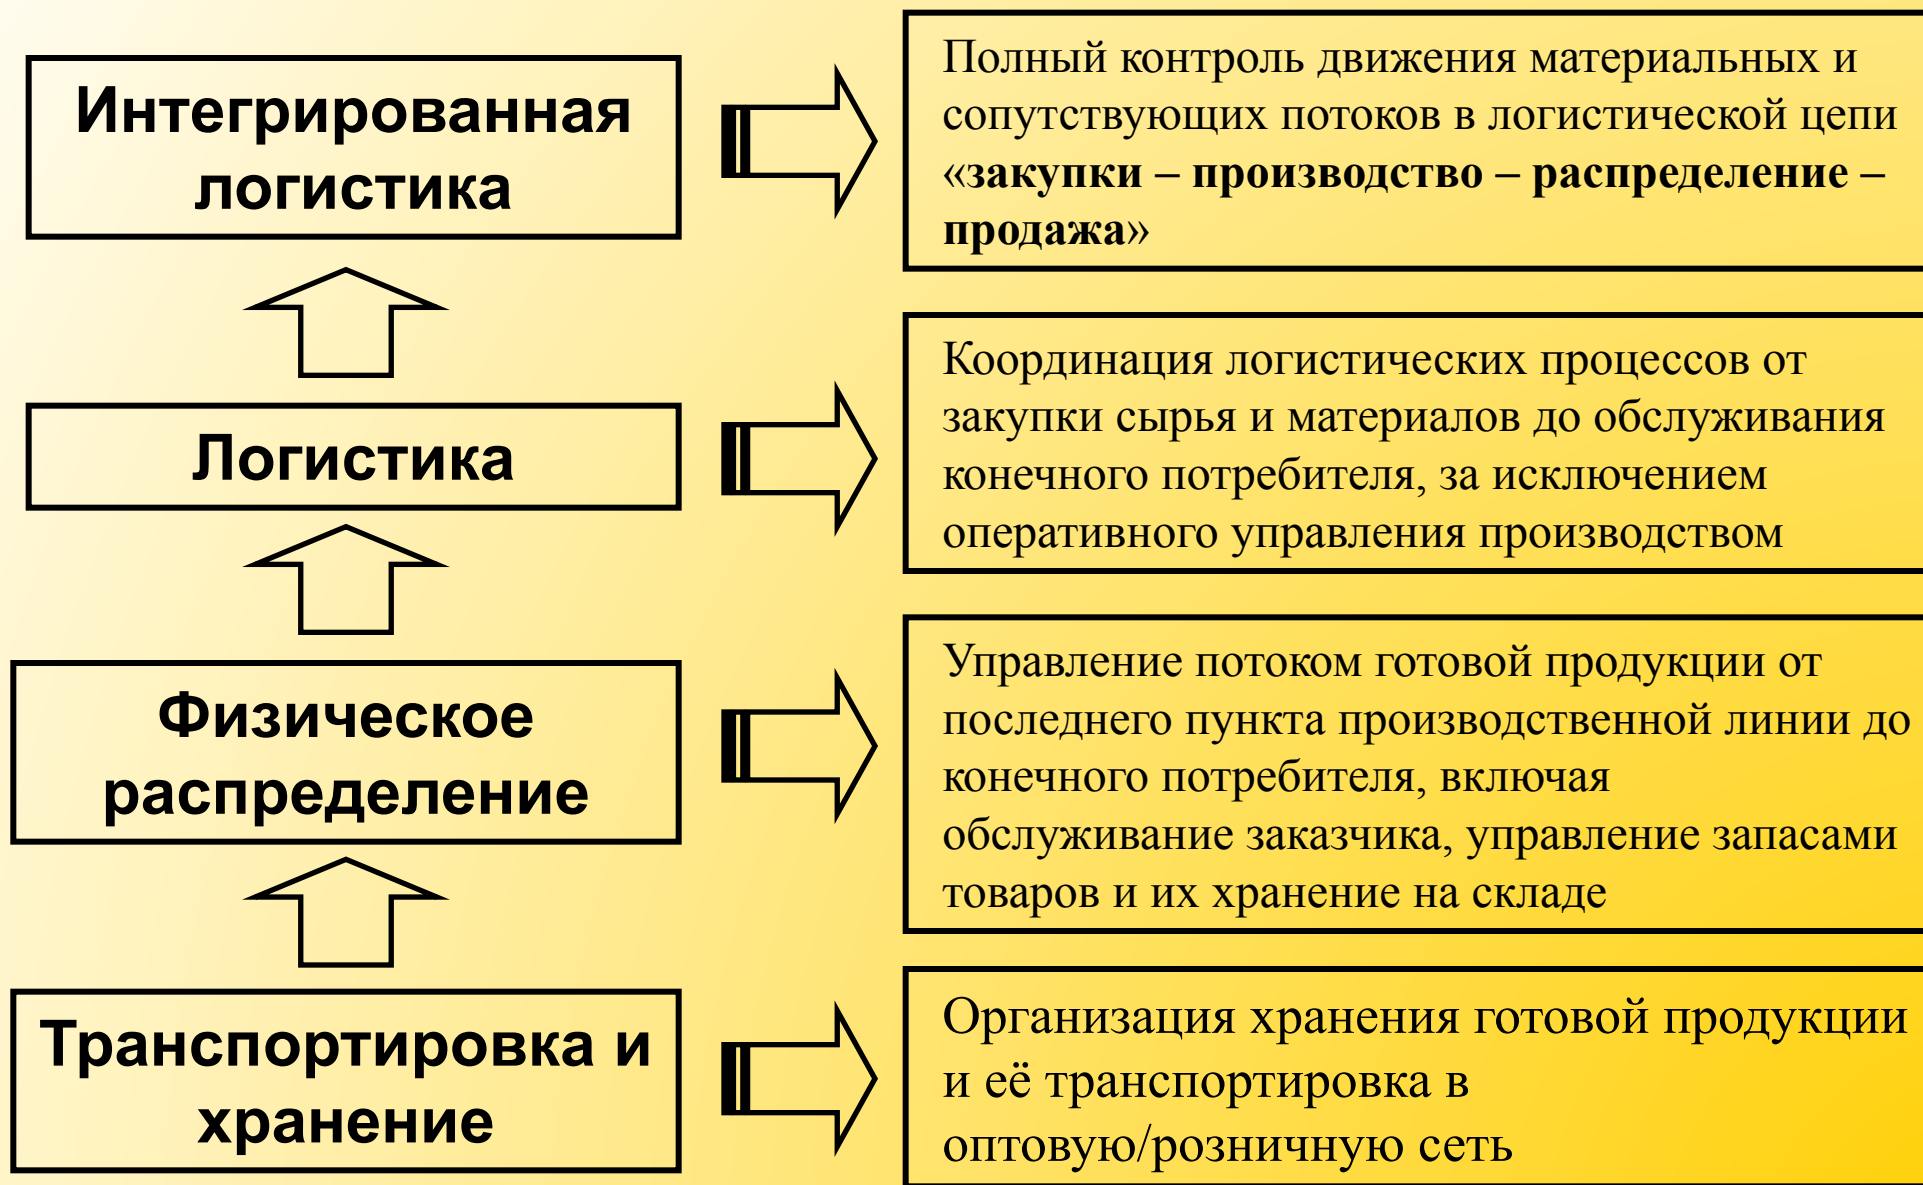 Интегрированная
логистика
Полный контроль движения материальных и
сопутствующих потоков в логистической цепи
«закупки – производство – распределение –
продажа»
Логистика
Координация логистических процессов от
закупки сырья и материалов до обслуживания
конечного потребителя, за исключением
оперативного управления производством
Физическое
распределение
Управление потоком готовой продукции от
последнего пункта производственной линии до
конечного потребителя, включая
обслуживание заказчика, управление запасами
товаров и их хранение на складе
Транспортировка и
хранение
Организация хранения готовой продукции
и её транспортировка в
оптовую/розничную сеть